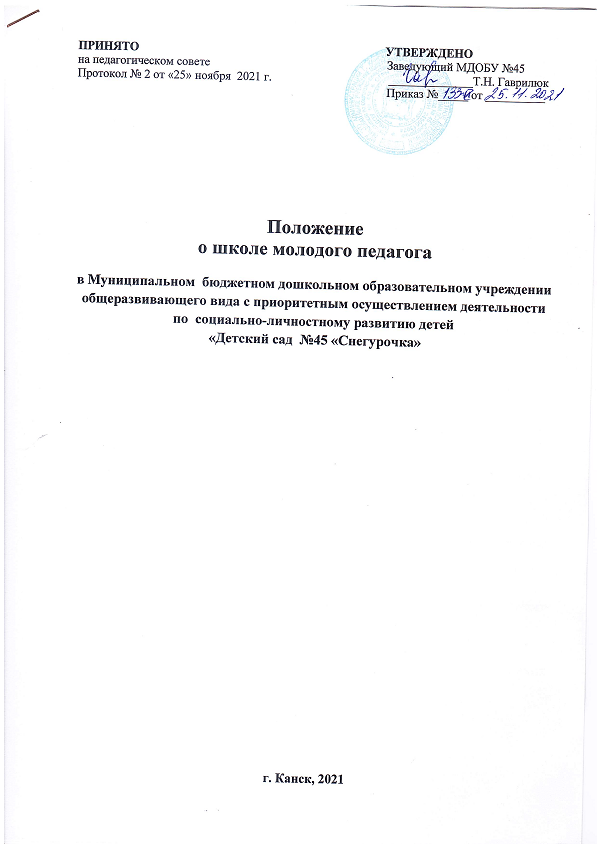 ПРИНЯТО
на педагогическом совете
Протокол № 2 от «25» ноября 2021 г.
УТВЕРЖДЕНО
Заведующий МДОБУ №45
Т.Н. Гаврилюк
Приказ № от 25.11.2021
Положение
о школе молодого педагога
в Муниципальном бюджетном дошкольном образовательном учреждении
общеразвивающего вида с приоритетным осуществлением деятельности
по социально-личностному развитию детей
«Детский сад №45 «Снегурочка»
г. Канск, 2021